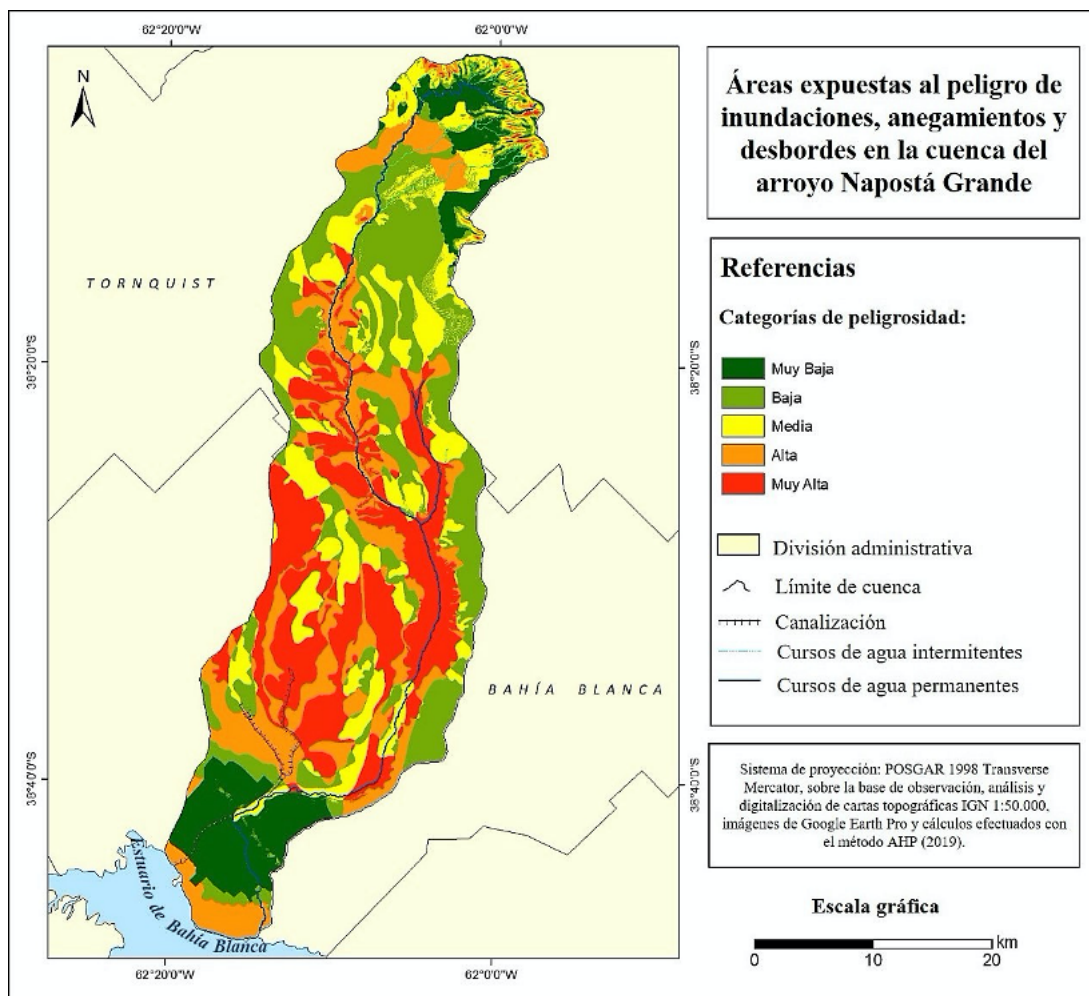 62°20'0"W
62°0'0"W
N
TORNQUIST
38°20'0"S
38°20'0"S
BAHÍA BLANCA
38°40'0"S
38°40'0"S
Estuario de Bahía Blanca
62°20'0"W
62°0'0"W
Áreas expuestas al peligro de
inundaciones, anegamientos y
desbordes en la cuenca del
arroyo Napostá Grande
Referencias
Categorías de peligrosidad:
Muy Baja
Baja
Media
Alta
Muy Alta
División administrativa
Límite de cuenca
Canalización
Cursos de agua intermitentes
Cursos de agua permanentes
Sistema de proyección: POSGAR 1998 Transverse
Mercator, sobre la base de observación, análisis y
digitalización de cartas topográficas IGN 1:50.000,
imágenes de Google Earth Pro y cálculos efectuados con
el método AHP (2019).
Escala gráfica
km
0 10 20